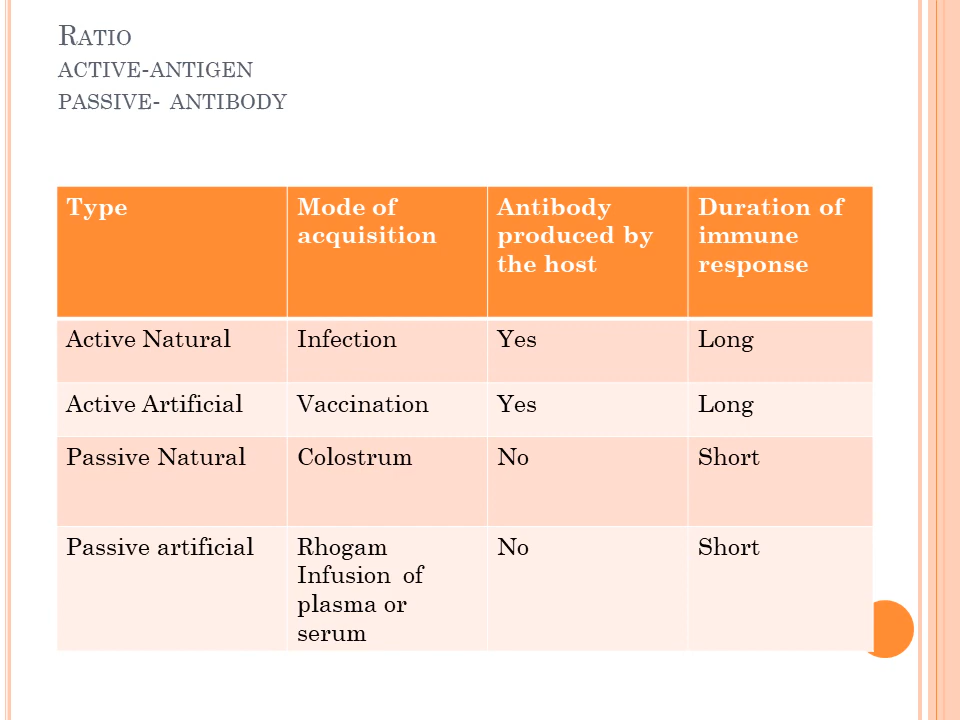 Ratio
active-antigen
passive- antibody
Type
Mode of
acquisition
Antibody
produced by
the host
Duration of
immune
response
Active Natural
Infection
Yes
Long
Active Artificial
Vaccination
Yes
Long
Passive Natural
Colostrum
No
Short
Passive artificial
Rhogam
Infusion of
plasma or
serum
No
Short